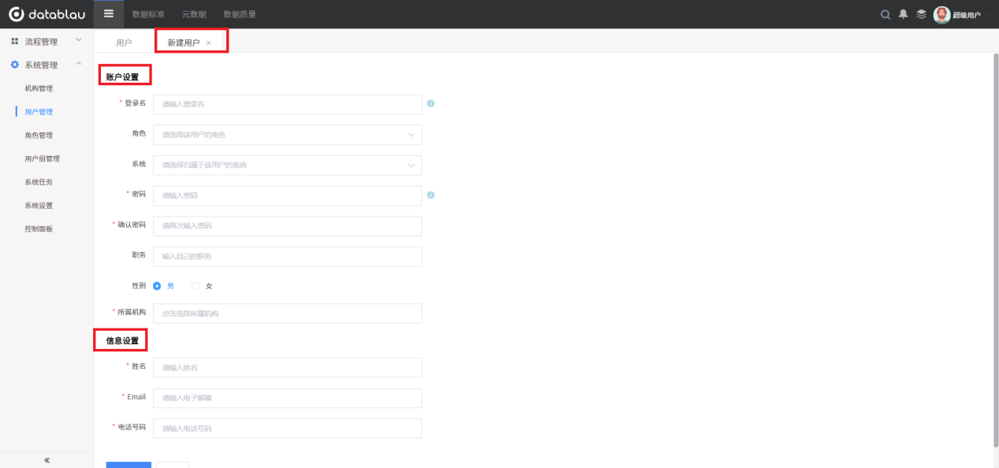 datablau 数据标准 元数据 数据质量 超级用户
流程管理
系统管理
机构管理
用户管理
角色管理
用户组管理
系统任务
系统设置
控制面板
用户 新建用户 ×
账户设置
* 登录名 请输入登录名
角色 请选择该用户的角色
系统 请选择归属于该用户的系统
* 密码 请输入密码
* 确认密码 请再次输入密码
职务 输入自己的职务
性别 男 女
* 所属机构 点击选择所属机构
信息设置
* 姓名 请输入姓名
* Email 请输入电子邮箱
* 电话号码 请输入电话号码